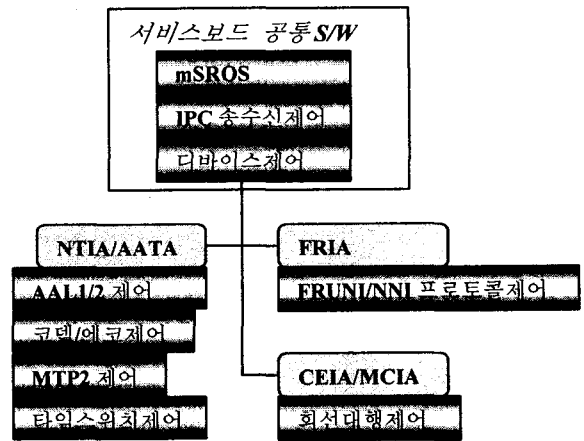 서비스보드 공통 S/W
mSROS
IPC 송수신제어
디바이스제어
NTIA/AATA
AAL1/2 제어
코덱/에코제어
MTP2 제어
타임스위치제어
FRIA
FRUNI/NNI 프로토콜제어
CEIA/MCIA
회선대행제어